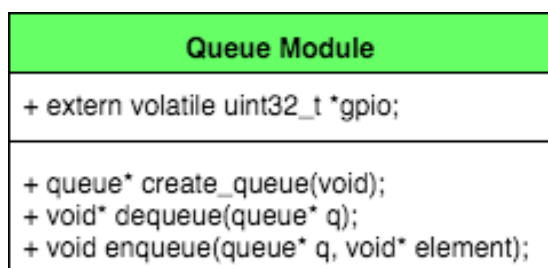 Queue Module
+ extern volatile uint32_t *gpio;
+ queue* create_queue(void);
+ void* dequeue(queue* q);
+ void enqueue(queue* q, void* element);